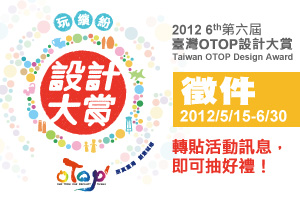 玩繽紛
設計
大賞
OTOP
2012 6th第六屆
臺灣OTOP設計大賞
Taiwan OTOP Design Award
徵件
2012/5/15-6/30
轉貼活動訊息，
即可抽好禮！